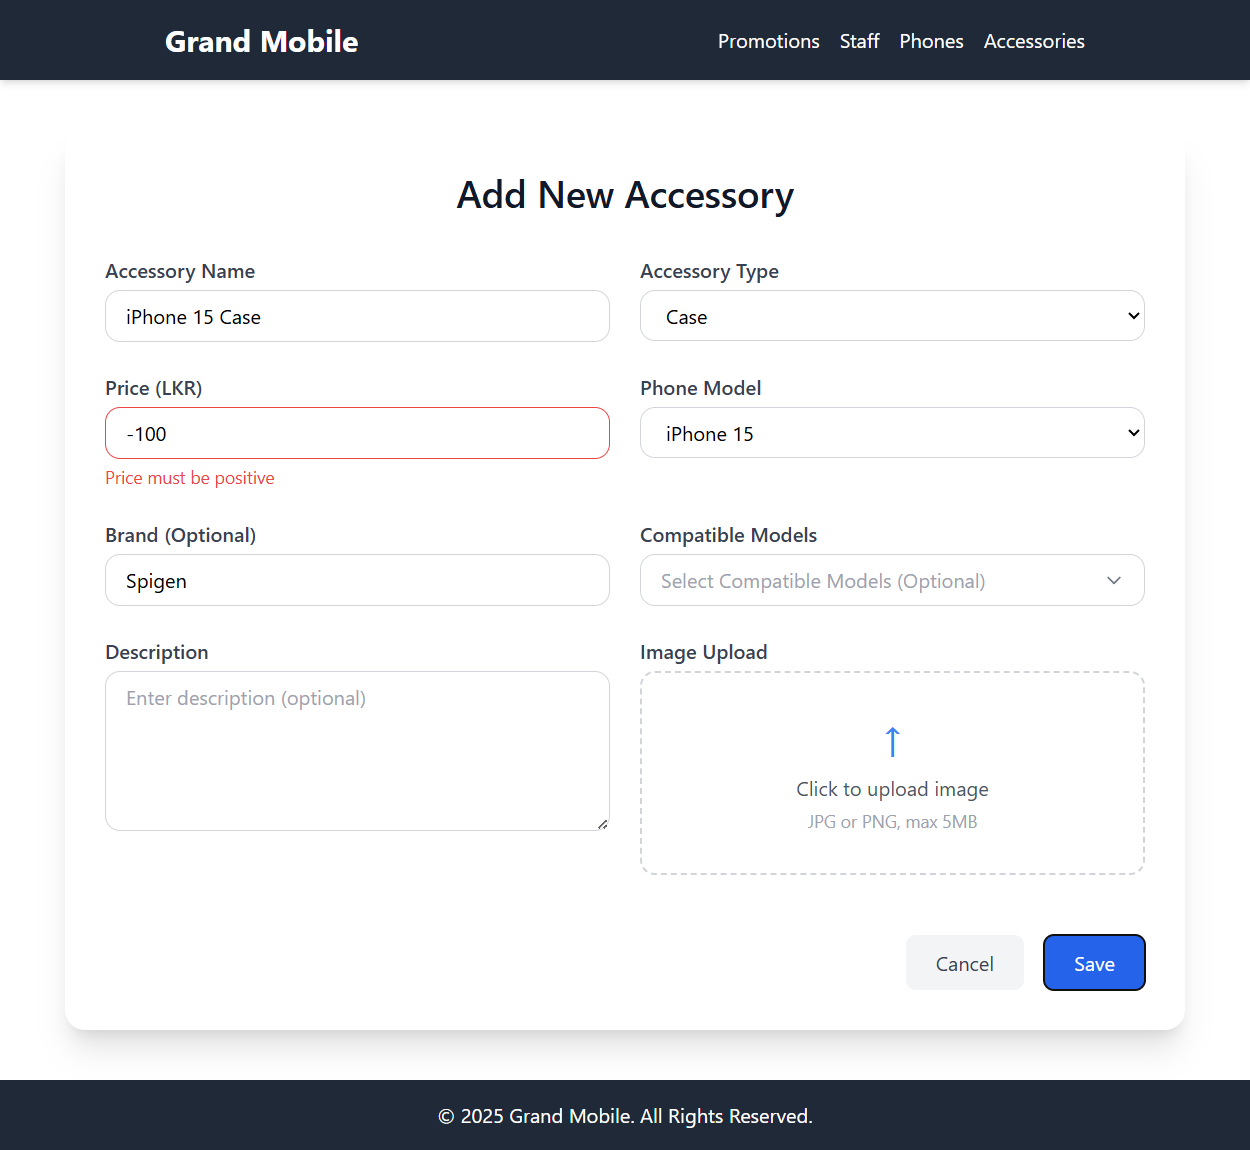 Grand Mobile
Promotions Staff Phones Accessories
Add New Accessory
Accessory Name
iPhone 15 Case
Accessory Type
Case
Price (LKR)
-100
Price must be positive
Phone Model
iPhone 15
Brand (Optional)
Spigen
Compatible Models
Select Compatible Models (Optional)
Description
Enter description (optional)
Image Upload
Click to upload image
JPG or PNG, max 5MB
Cancel
Save
© 2025 Grand Mobile. All Rights Reserved.